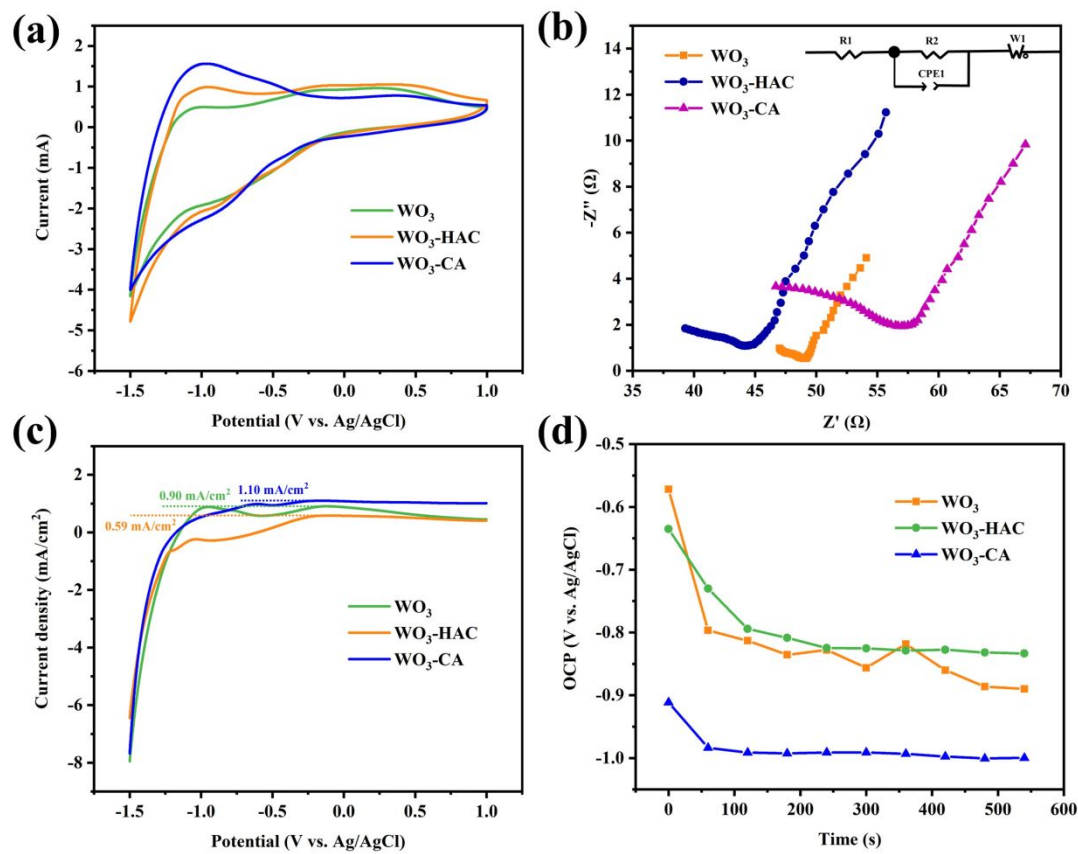 (a)
2
1
0
-1
-2
-3
-4
-5
-6
Current (mA)
WO₃
WO₃-HAC
WO₃-CA
-1.5 -1.0 -0.5 0.0 0.5 1.0
Potential (V vs. Ag/AgCl)
(b)
14
12
10
8
6
4
2
0
-Z" (Ω)
WO₃
WO₃-HAC
WO₃-CA
R1 R2 W1
CPE1
35 40 45 50 55 60 65 70
Z' (Ω)
(c)
2
0
-2
-4
-6
-8
Current density (mA/cm²)
0.90 mA/cm²
1.10 mA/cm²
0.59 mA/cm²
WO₃
WO₃-HAC
WO₃-CA
-1.5 -1.0 -0.5 0.0 0.5 1.0
Potential (V vs. Ag/AgCl)
(d)
-0.5
-0.6
-0.7
-0.8
-0.9
-1.0
OCP (V vs. Ag/AgCl)
WO₃
WO₃-HAC
WO₃-CA
0 100 200 300 400 500 600
Time (s)